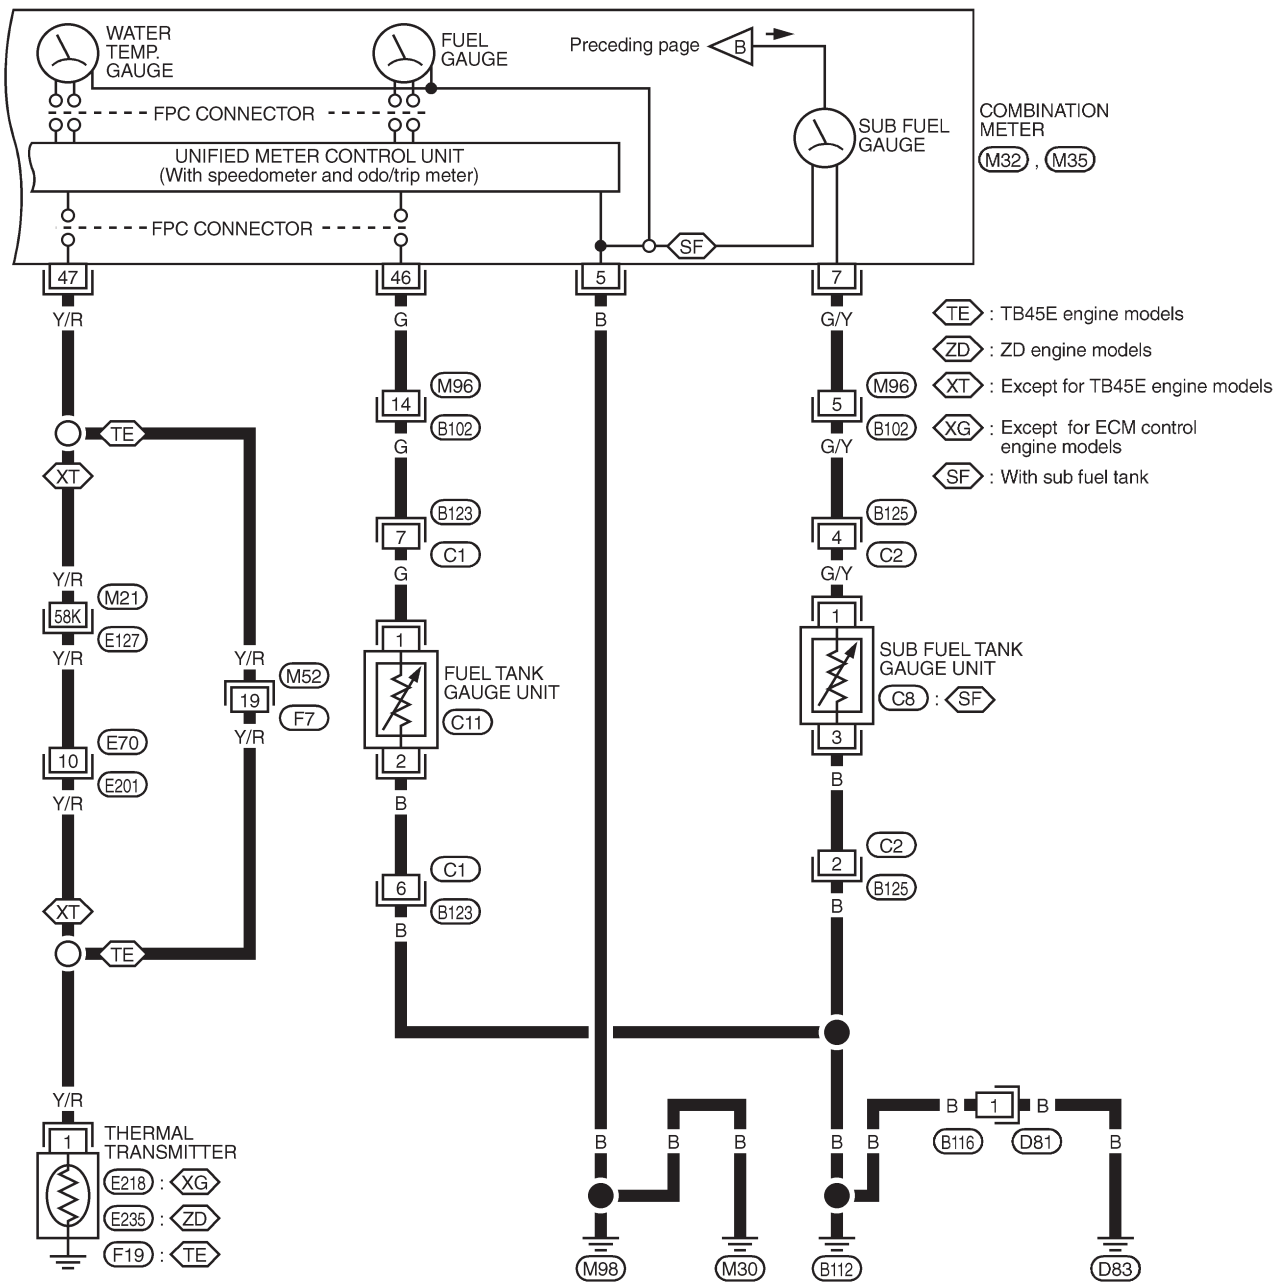 WATER
TEMP.
GAUGE
FUEL
GAUGE
Preceding page B
SUB FUEL
GAUGE
COMBINATION
METER
M32 , M35
FPC CONNECTOR
UNIFIED METER CONTROL UNIT
(With speedometer and odo/trip meter)
FPC CONNECTOR
SF
47
46
5
7
Y/R
G
B
G/Y
TE : TB45E engine models
ZD : ZD engine models
XT : Except for TB45E engine models
XG : Except for ECM control
engine models
SF : With sub fuel tank
TE
XT
Y/R
M21
58K
E127
Y/R
E70
10
E201
Y/R
XT
TE
Y/R
Y/R
M52
19
F7
Y/R
1
THERMAL
TRANSMITTER
E218 : XG
E235 : ZD
F19 : TE
M96
14
B102
G
B123
7
C1
G
1
FUEL TANK
GAUGE UNIT
C11
2
B
C1
6
B123
B
M96
5
B102
G/Y
B125
4
C2
G/Y
1
SUB FUEL TANK
GAUGE UNIT
C8 : SF
3
B
C2
2
B125
B
B
B
B
B
B
B
1
B
B116
D81
B
M98
M30
B112
D83